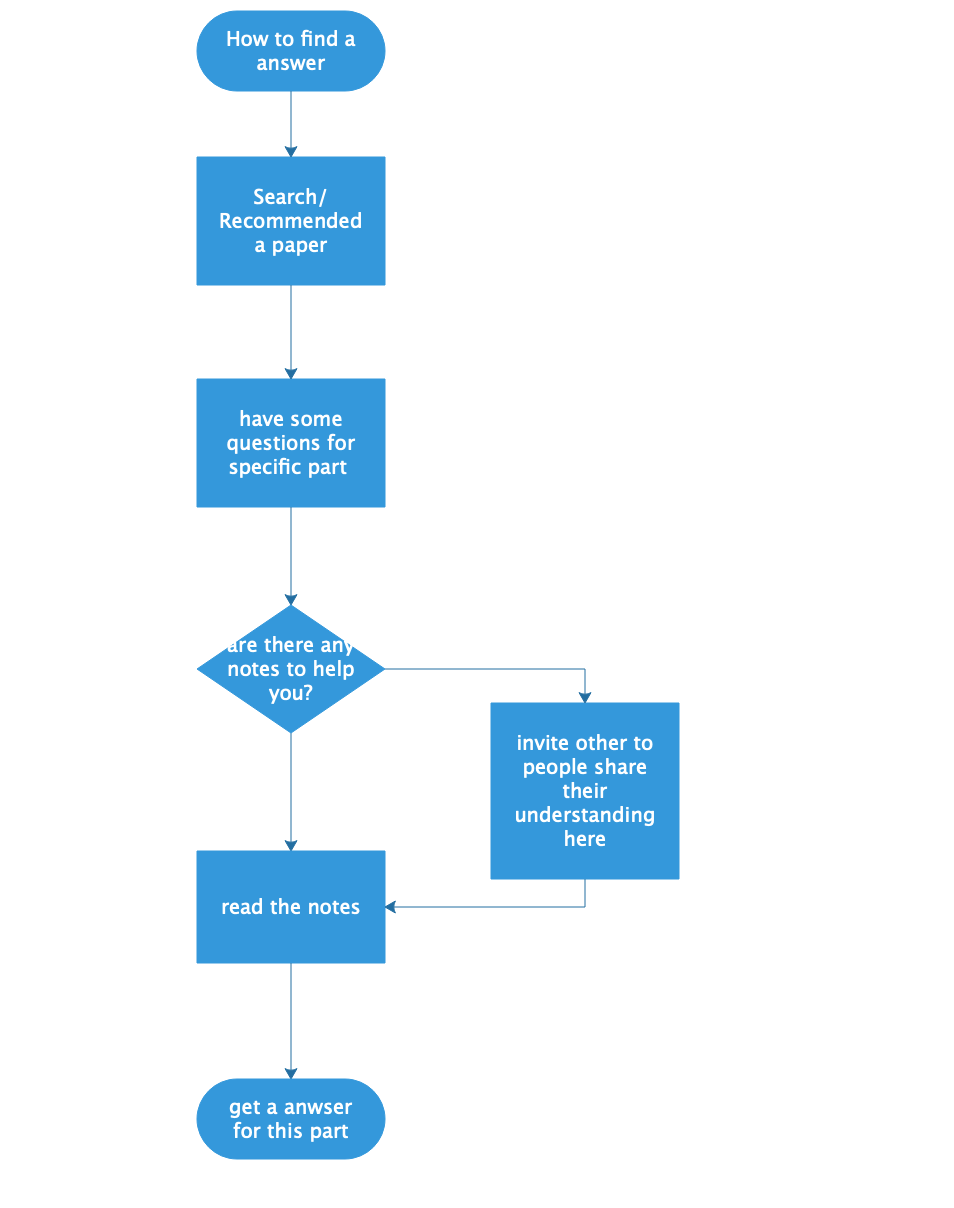 How to find a
answer
Search/
Recommended
a paper
have some
questions for
specific part
are there any
notes to help
you?
invite other to
people share
their
understanding
here
read the notes
get a anwser
for this part